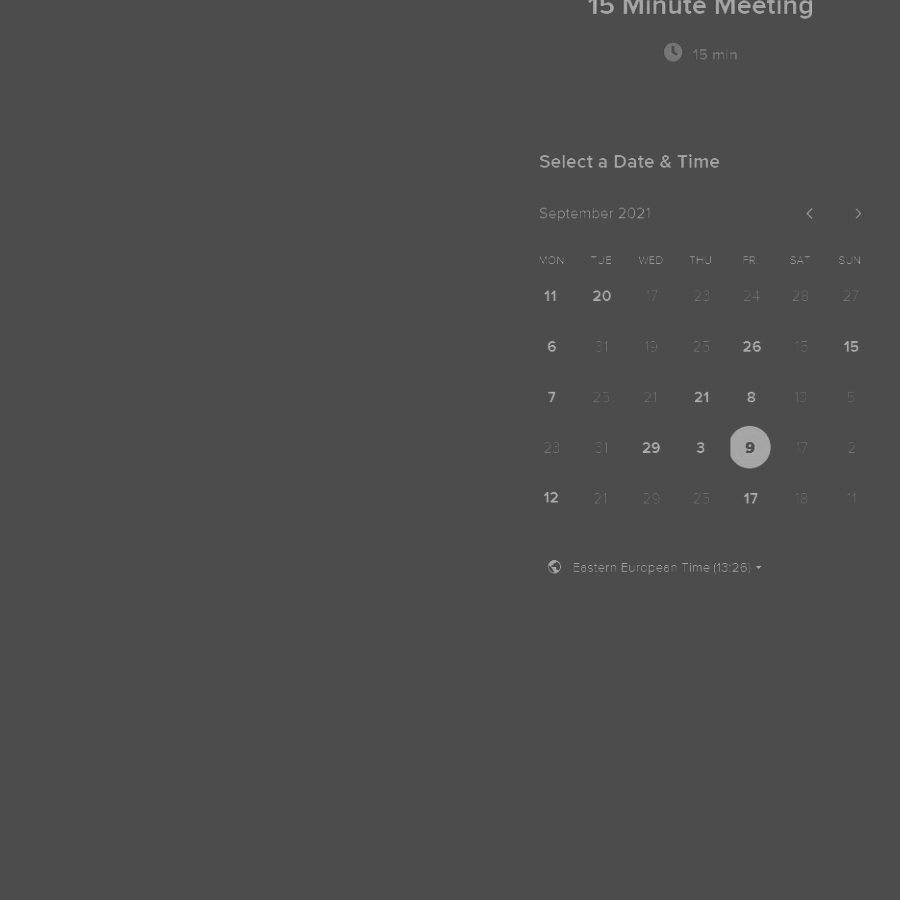 15 Minute Meeting
15 min
Select a Date & Time
September 2021
MON TUE WED THU FRI SAT SUN
11 20 17 23 24 28 27
6 31 19 25 26 15
7 25 21 21 8 13 5
23 31 29 3 9 17 2
12 21 29 25 17 18 11
Eastern European Time (13:26)